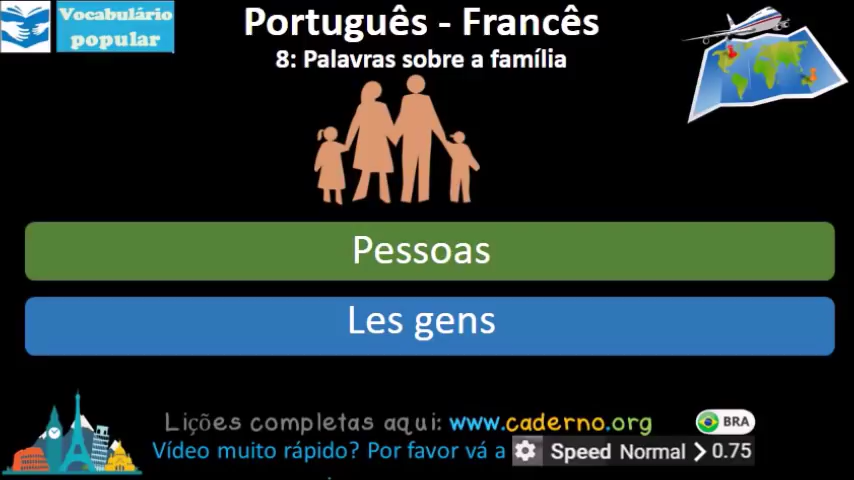 Vocabulário
popular
Português - Francês
8: Palavras sobre a família
Pessoas
Les gens
Lições completas aqui: www.caderno.org
BRA
Vídeo muito rápido? Por favor vá a Speed Normal > 0.75